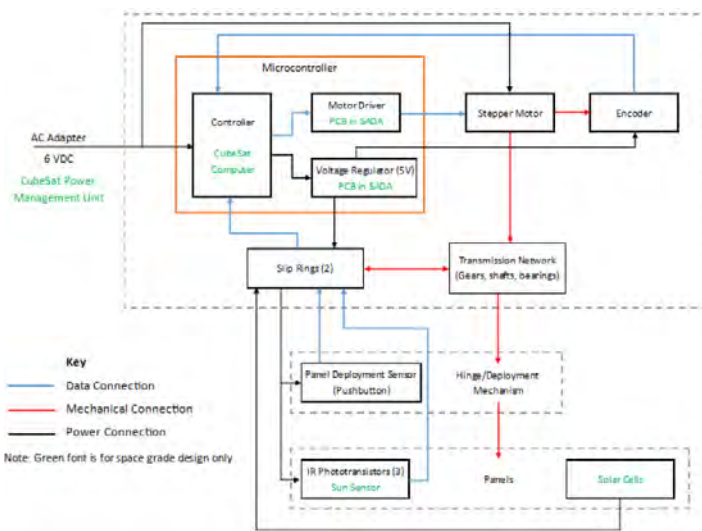 Microcontroller
Motor Driver
PCB in SADA
Stepper Motor
Encoder
Controller
CubeSat
Computer
AC Adapter
6 VDC
CubeSat Power
Management Unit
Voltage Regulator (5V)
PCB in SADA
Slip Rings (2)
Transmission Network
(Gears, shafts, bearings)
Key
Data Connection
Mechanical Connection
Power Connection
Note: Green font is for space grade design only
Panel Deployment Sensor
(Pushbutton)
Hinge/Deployment
Mechanism
IR Phototransistors (3)
Sun Sensor
Panels
Solar Cells